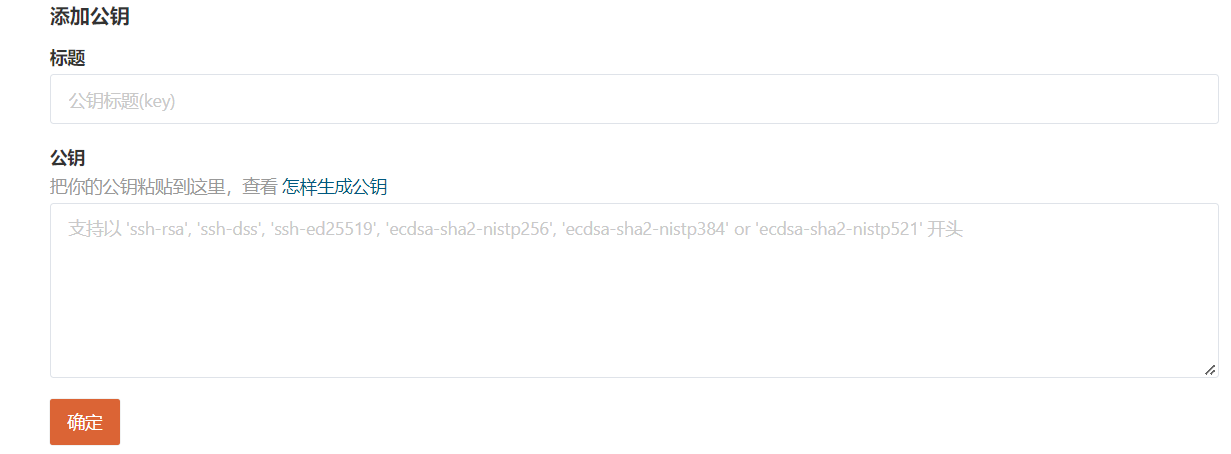 添加公钥
标题
公钥标题(key)
公钥
把你的公钥粘贴到这里，查看 怎样生成公钥
支持以 'ssh-rsa', 'ssh-dss', 'ssh-ed25519', 'ecdsa-sha2-nistp256', 'ecdsa-sha2-nistp384' or 'ecdsa-sha2-nistp521' 开头
确定